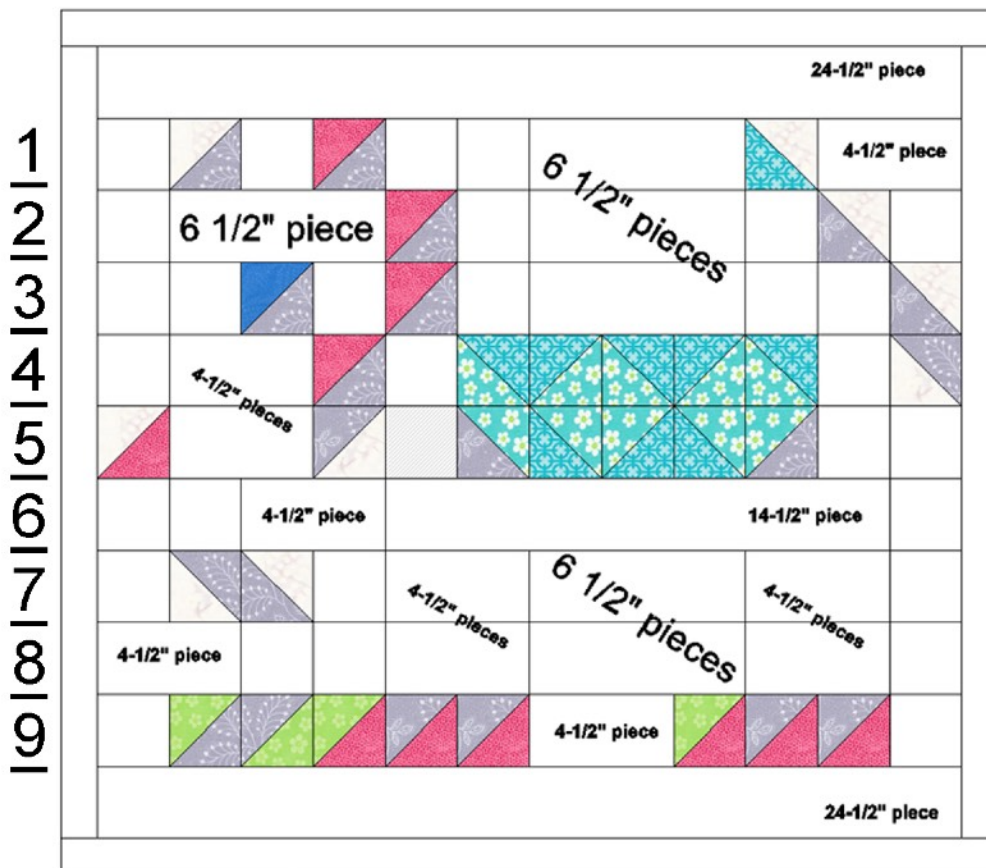 24-1/2" piece
1
4-1/2" piece
6 1/2" pieces
2
6 1/2" piece
3
4
4-1/2" pieces
5
6
4-1/2" piece
14-1/2" piece
7
4-1/2" pieces
6 1/2" pieces
4-1/2" pieces
8
4-1/2" piece
9
4-1/2" piece
24-1/2" piece